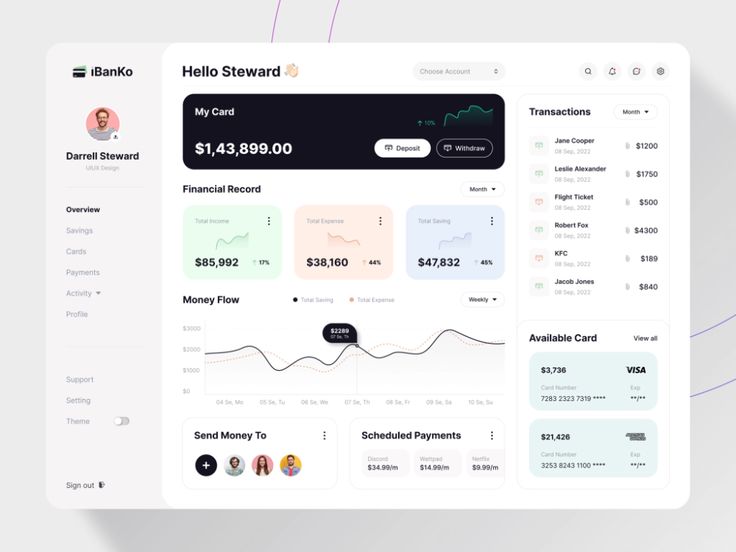 iBanKo
Darrell Steward
UIUX Design
Overview
Savings
Cards
Payments
Activity
Profile
Support
Setting
Theme
Sign out
Hello Steward 👋🏻
Choose Account
My Card
10%
$1,43,899.00
Deposit
Withdraw
Financial Record
Month
Total Income
$85,992
17%
Total Expense
$38,160
44%
Total Saving
$47,832
45%
Money Flow
Total Saving
Total Expense
Weekly
$3000
$2000
$1000
$0
$2289
07 Se, Th
04 Se, Mo
05 Se, Tu
06 Se, We
07 Se, Th
08 Se, Fr
09 Se, Sa
10 Se, Su
Send Money To
Scheduled Payments
Discord
$34.99/m
Wattpad
$14.99/m
Netflix
$9.99/m
Transactions
Month
Jane Cooper
08 Sep, 2022
$1200
Leslie Alexander
08 Sep, 2022
$1750
Flight Ticket
08 Sep, 2022
$500
Robert Fox
08 Sep, 2022
$4300
KFC
08 Sep, 2022
$189
Jacob Jones
08 Sep, 2022
$840
Available Card
View all
$3,736
VISA
Card Number
Exp
7283 2323 7319 ****
**/**
$21,426
AMERICAN EXPRESS
Card Number
Exp
3253 8243 1100 ****
**/**